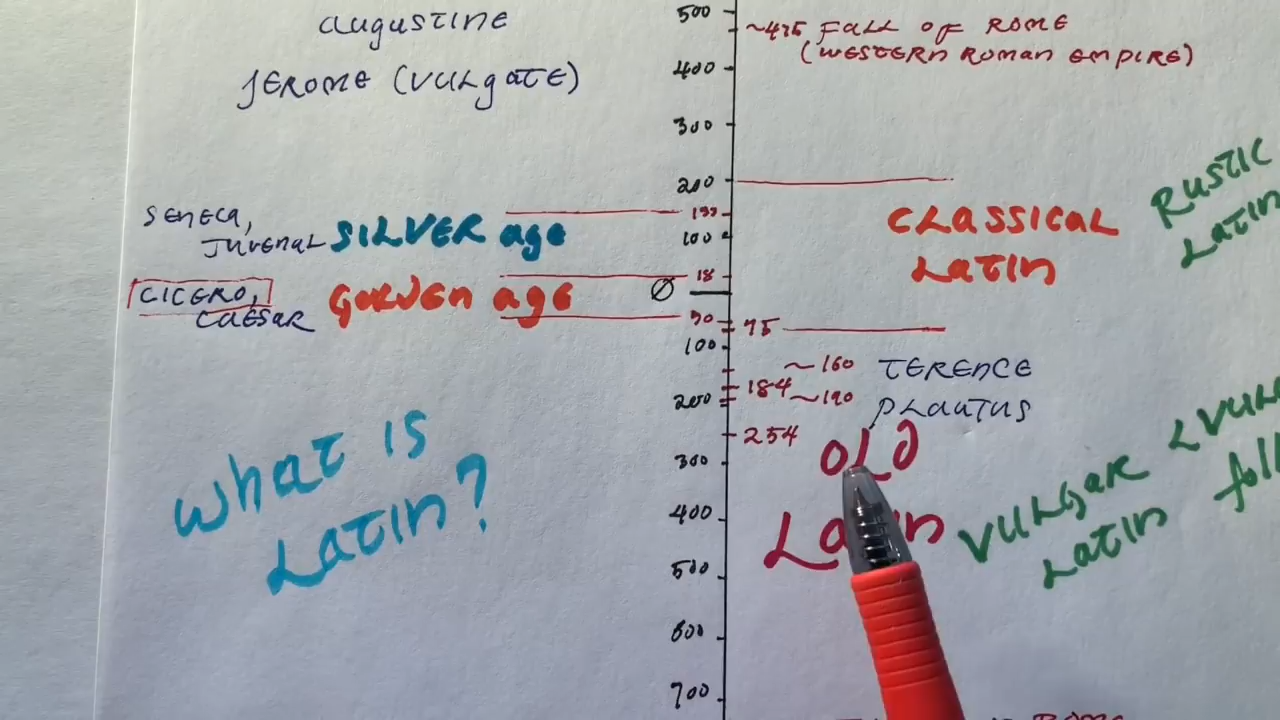 augustine
JEROME (VULgATE)
500
~475 FALL OF ROME
(WESTERN ROMAN EMPIRE)
400
300
200
SENECA,
JUVENAL
SILVER age
133
100
CLASSICAL
LATIN
RUSTIC
LATIN
CICERO,
CAESAR
GOLDEN age
18
Ø
90
75
100
~160 TERENCE
184
200
~190 PLAUTUS
254
OLD
LATIN
300
400
500
600
700
WHAT IS
LATIN?
VULGAR
LATIN